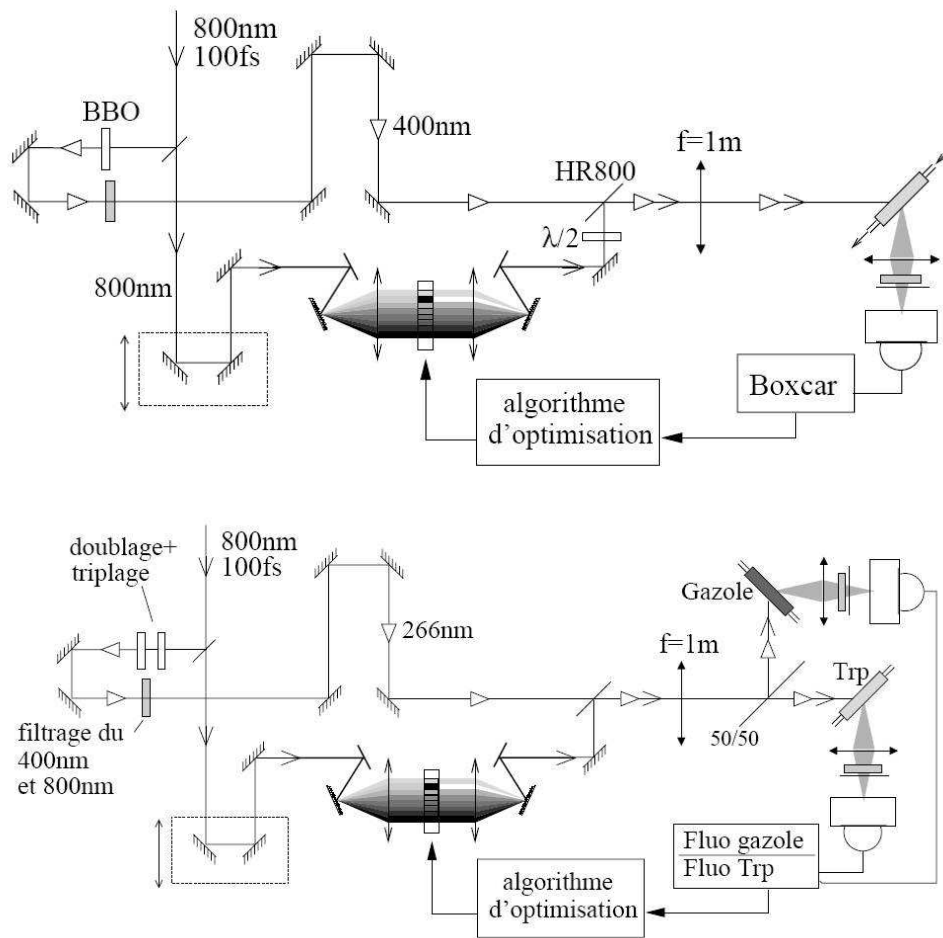 800nm
100fs
BBO
400nm
HR800
f=1m
λ/2
800nm
Boxcar
algorithme
d'optimisation
doublage+
triplage
800nm
100fs
266nm
Gazole
f=1m
Trp
50/50
filtrage du
400nm
et 800nm
Fluo gazole
Fluo Trp
algorithme
d'optimisation